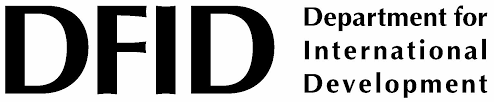 DFID
Department for
International
Development